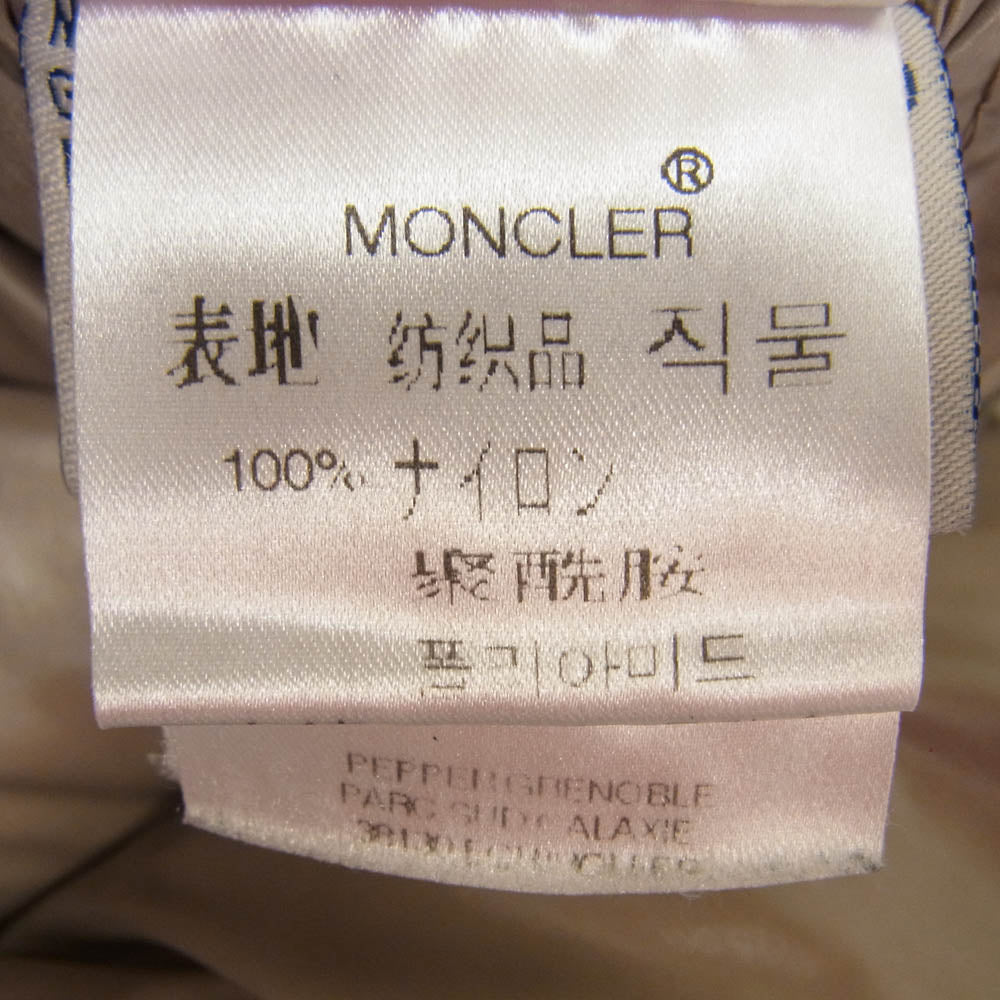 MONCLER®
表地 纺织品 직물
100% ナイロン
聚酰胺
폴리아미드
PEPPER GRENOBLE
PARC SUD GALAXIE